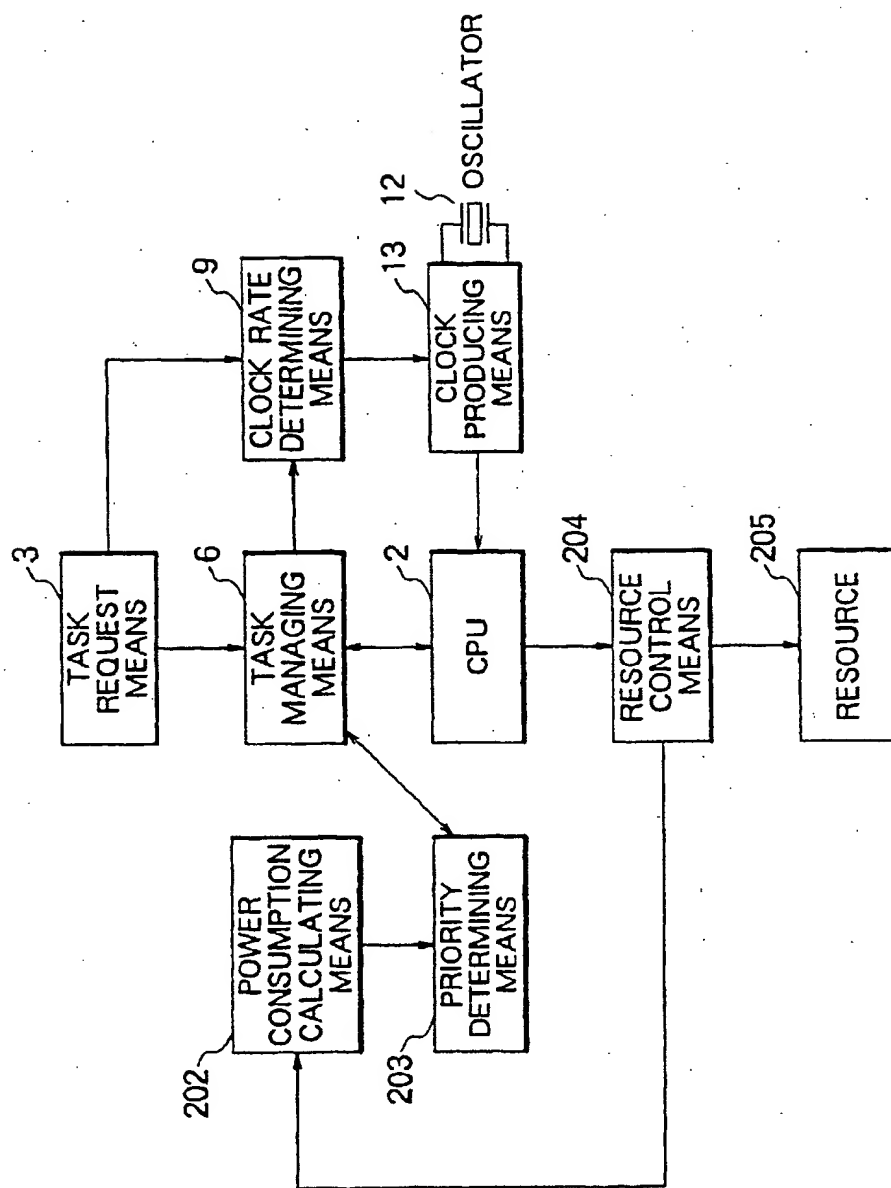 3
TASK
REQUEST
MEANS
9
CLOCK RATE
DETERMINING
MEANS
6
TASK
MANAGING
MEANS
12
OSCILLATOR
13
CLOCK
PRODUCING
MEANS
2
CPU
202
POWER
CONSUMPTION
CALCULATING
MEANS
203
PRIORITY
DETERMINING
MEANS
204
RESOURCE
CONTROL
MEANS
205
RESOURCE